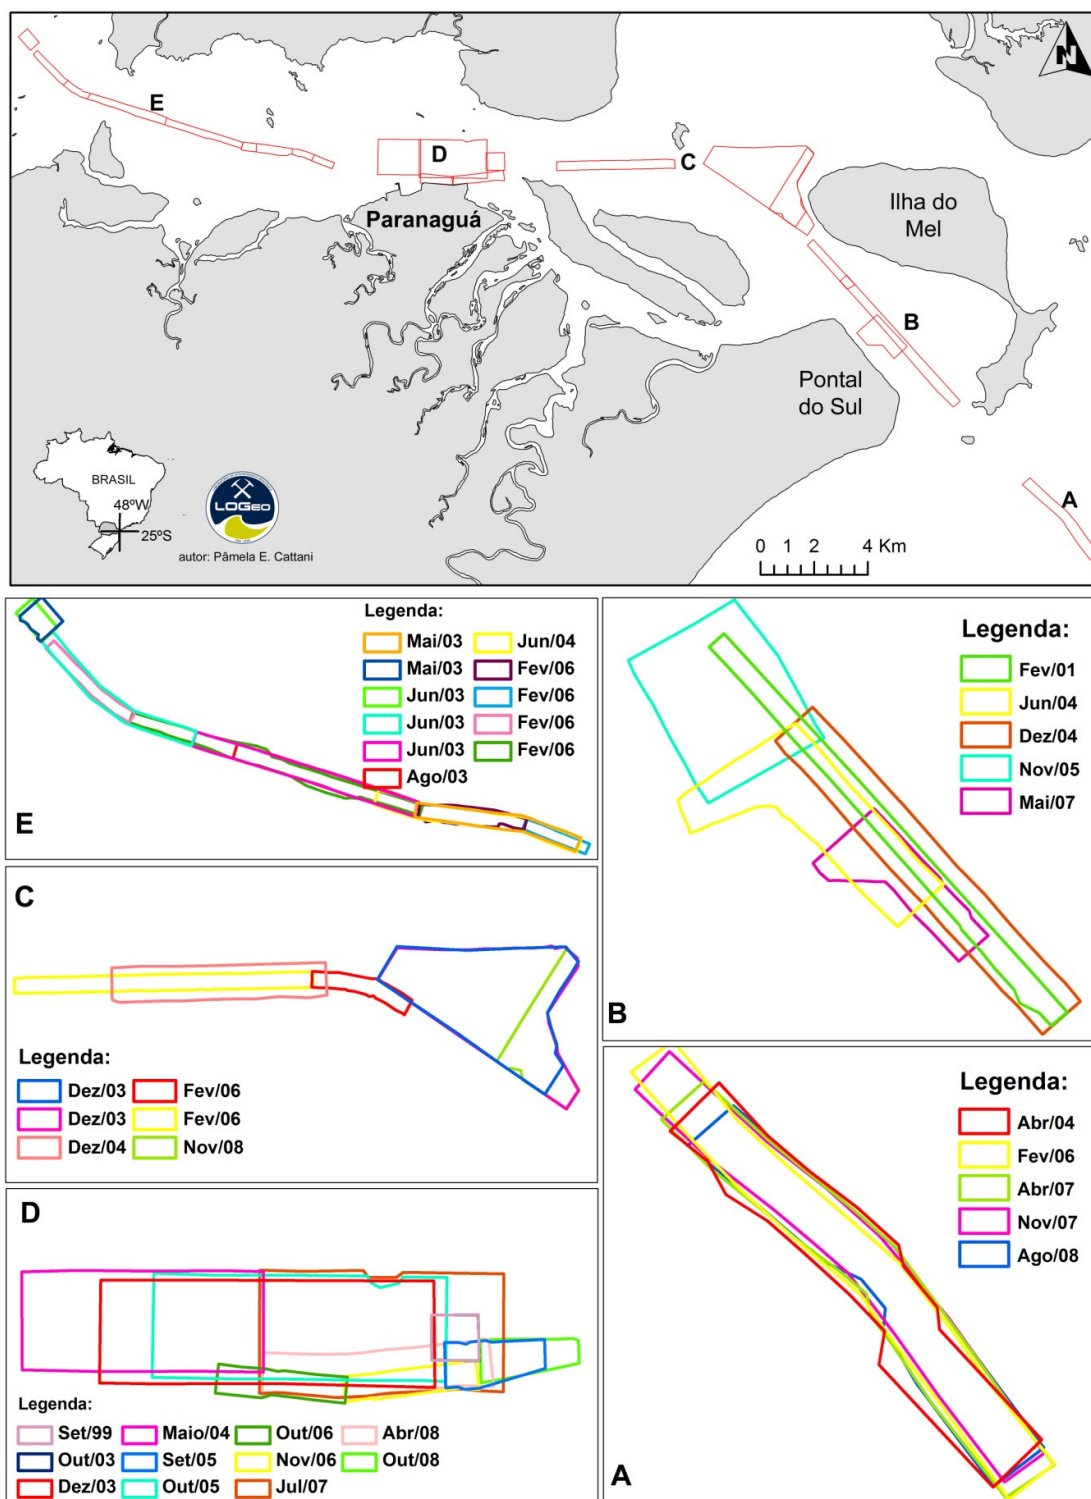 N
E
D
C
Ilha do
Mel
Paranaguá
B
Pontal
do Sul
A
BRASIL
48ºW
25ºS
LOGeo
autor: Pâmela E. Cattani
0 1 2 4 Km
Legenda:
Mai/03 Jun/04
Mai/03 Fev/06
Jun/03 Fev/06
Jun/03 Fev/06
Jun/03 Fev/06
Ago/03
E
Legenda:
Fev/01
Jun/04
Dez/04
Nov/05
Mai/07
B
C
Legenda:
Dez/03 Fev/06
Dez/03 Fev/06
Dez/04 Nov/08
D
Legenda:
Set/99 Maio/04 Out/06 Abr/08
Out/03 Set/05 Nov/06 Out/08
Dez/03 Out/05 Jul/07
Legenda:
Abr/04
Fev/06
Abr/07
Nov/07
Ago/08
A